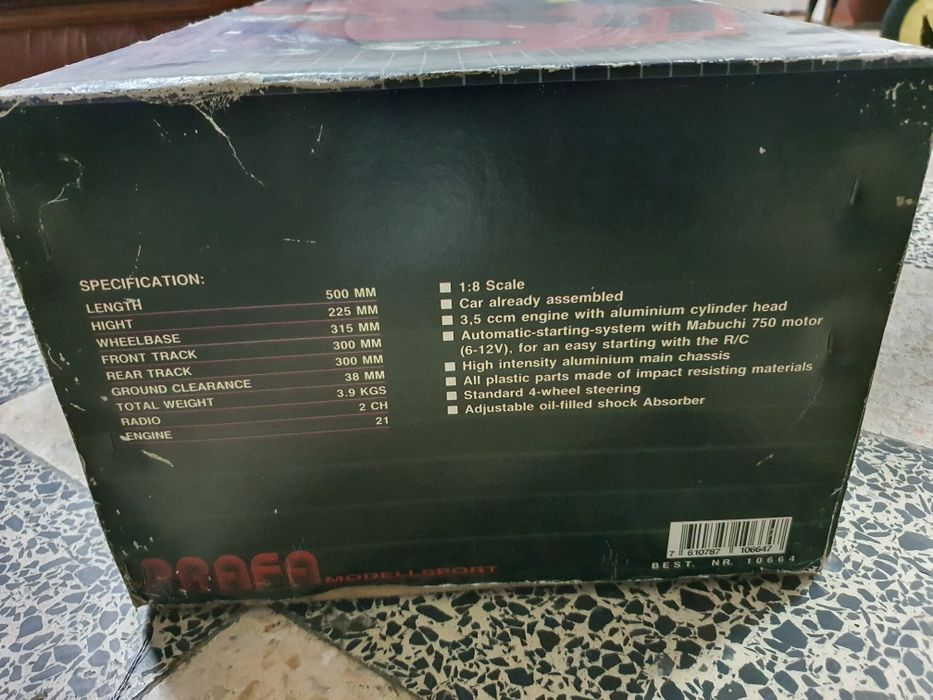 SPECIFICATION:
LENGTH 500 MM
HIGHT 225 MM
WHEELBASE 315 MM
FRONT TRACK 300 MM
REAR TRACK 300 MM
GROUND CLEARANCE 38 MM
TOTAL WEIGHT 3.9 KGS
RADIO 2 CH
ENGINE 21
1:8 Scale
Car already assembled
3,5 ccm engine with aluminium cylinder head
Automatic-starting-system with Mabuchi 750 motor
(6-12V), for an easy starting with the R/C
High intensity aluminium main chassis
All plastic parts made of impact resisting materials
Standard 4-wheel steering
Adjustable oil-filled shock Absorber
MODELLSPORT
7 610787 106647
BEST. NR. 10664